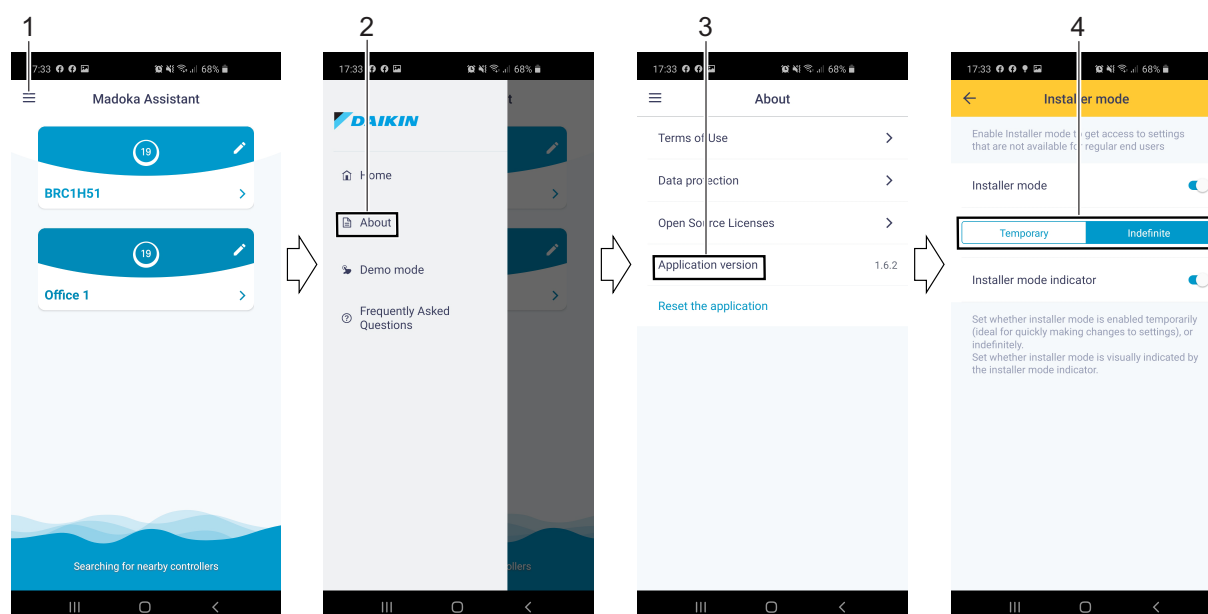 1
17:33 68%
Madoka Assistant
19
BRC1H51
19
Office 1
Searching for nearby controllers
2
17:33 68%
t
DAIKIN
Home
About
Demo mode
Frequently Asked
Questions
ollers
3
17:33 68%
About
Terms of Use
Data protection
Open Source Licenses
Application version 1.6.2
Reset the application
4
17:33 68%
Installer mode
Enable Installer mode to get access to settings
that are not available for regular end users
Installer mode
Temporary Indefinite
Installer mode indicator
Set whether installer mode is enabled temporarily
(ideal for quickly making changes to settings), or
indefinitely.
Set whether installer mode is visually indicated by
the installer mode indicator.